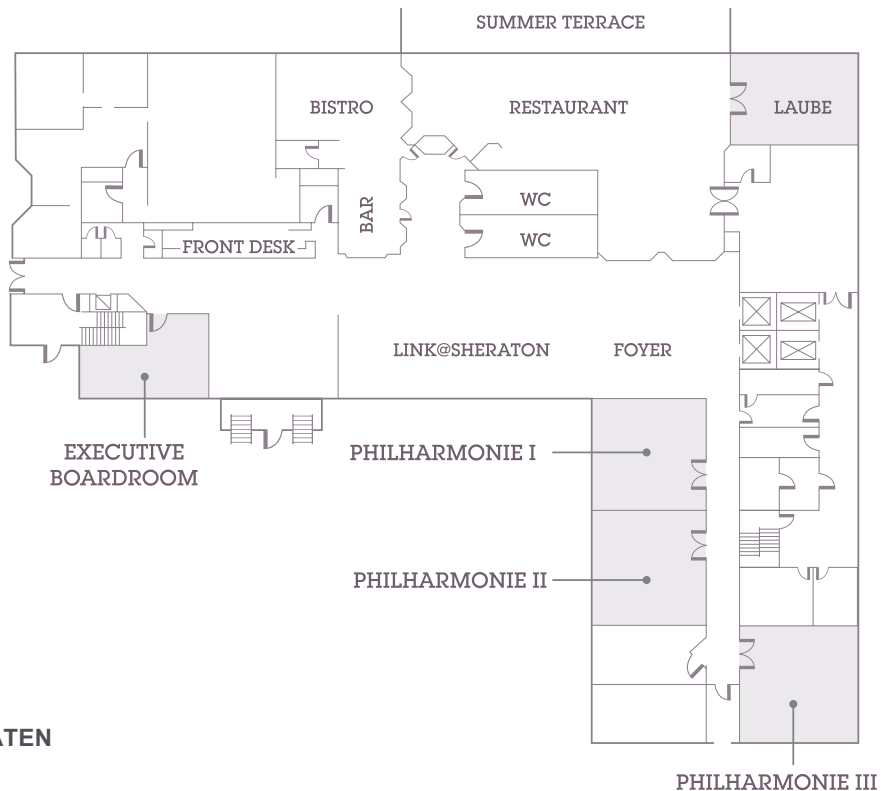 SUMMER TERRACE
BISTRO
RESTAURANT
LAUBE
BAR
WC
WC
FRONT DESK
LINK@SHERATON
FOYER
EXECUTIVE
BOARDROOM
PHILHARMONIE I
PHILHARMONIE II
ATEN
PHILHARMONIE III